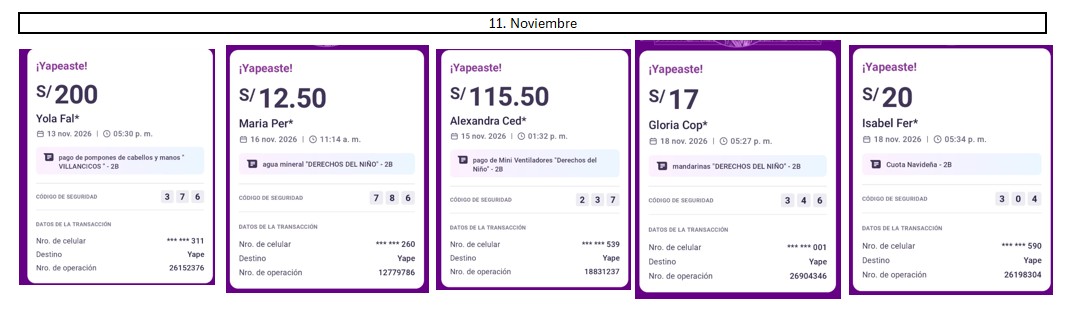 11. Noviembre
¡Yapeaste!
S/ 200
Yola Fal*
13 nov. 2026 | 05:30 p. m.
pago de pompones de cabellos y manos "
VILLANCICOS " - 2B
CÓDIGO DE SEGURIDAD 3 7 6
DATOS DE LA TRANSACCIÓN
Nro. de celular *** *** 311
Destino Yape
Nro. de operación 26152376
¡Yapeaste!
S/ 12.50
Maria Per*
16 nov. 2026 | 11:14 a. m.
agua mineral "DERECHOS DEL NIÑO" - 2B
CÓDIGO DE SEGURIDAD 7 8 6
DATOS DE LA TRANSACCIÓN
Nro. de celular *** *** 260
Destino Yape
Nro. de operación 12779786
¡Yapeaste!
S/ 115.50
Alexandra Ced*
15 nov. 2026 | 01:32 p. m.
pago de Mini Ventiladores "Derechos del
Niño" - 2B
CÓDIGO DE SEGURIDAD 2 3 7
DATOS DE LA TRANSACCIÓN
Nro. de celular *** *** 539
Destino Yape
Nro. de operación 18831237
¡Yapeaste!
S/ 17
Gloria Cop*
18 nov. 2026 | 05:27 p. m.
mandarinas "DERECHOS DEL NIÑO" - 2B
CÓDIGO DE SEGURIDAD 3 4 6
DATOS DE LA TRANSACCIÓN
Nro. de celular *** *** 001
Destino Yape
Nro. de operación 26904346
¡Yapeaste!
S/ 20
Isabel Fer*
18 nov. 2026 | 05:34 p. m.
Cuota Navideña - 2B
CÓDIGO DE SEGURIDAD 3 0 4
DATOS DE LA TRANSACCIÓN
Nro. de celular *** *** 590
Destino Yape
Nro. de operación 26198304